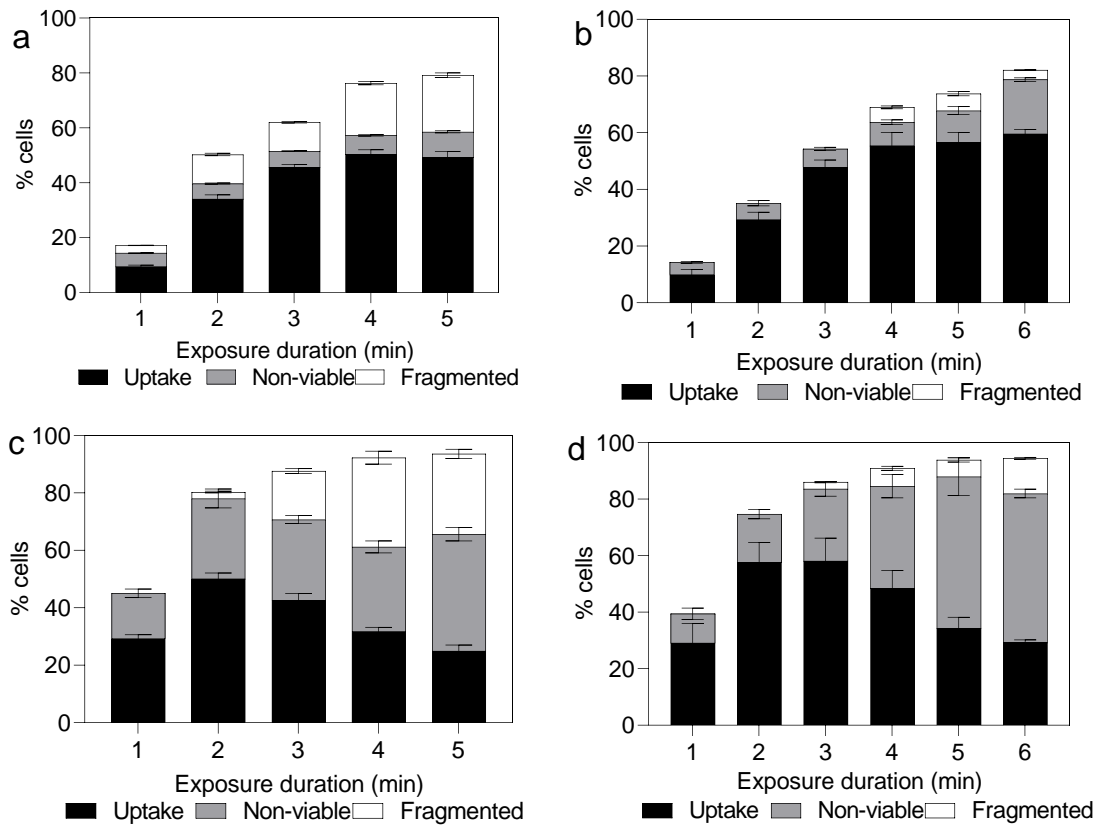 a
100
80
60
40
20
0
% cells
1 2 3 4 5
Exposure duration (min)
Uptake Non-viable Fragmented
b
100
80
60
40
20
0
% cells
1 2 3 4 5 6
Exposure duration (min)
Uptake Non-viable Fragmented
c
100
80
60
40
20
0
% cells
1 2 3 4 5
Exposure duration (min)
Uptake Non-viable Fragmented
d
100
80
60
40
20
0
% cells
1 2 3 4 5 6
Exposure duration (min)
Uptake Non-viable Fragmented